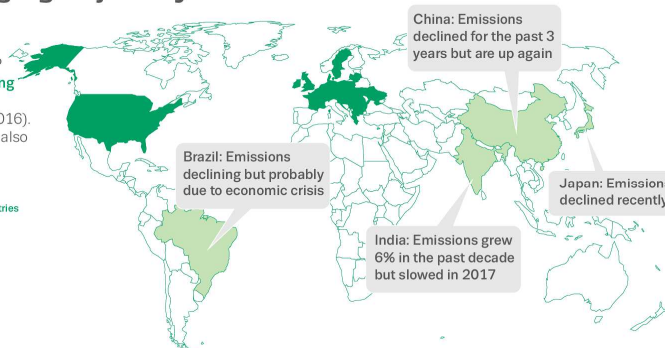 ng
016).
also
tries
China: Emissions
declined for the past 3
years but are up again
Brazil: Emissions
declining but probably
due to economic crisis
Japan: Emission
declined recently
India: Emissions grew
6% in the past decade
but slowed in 2017